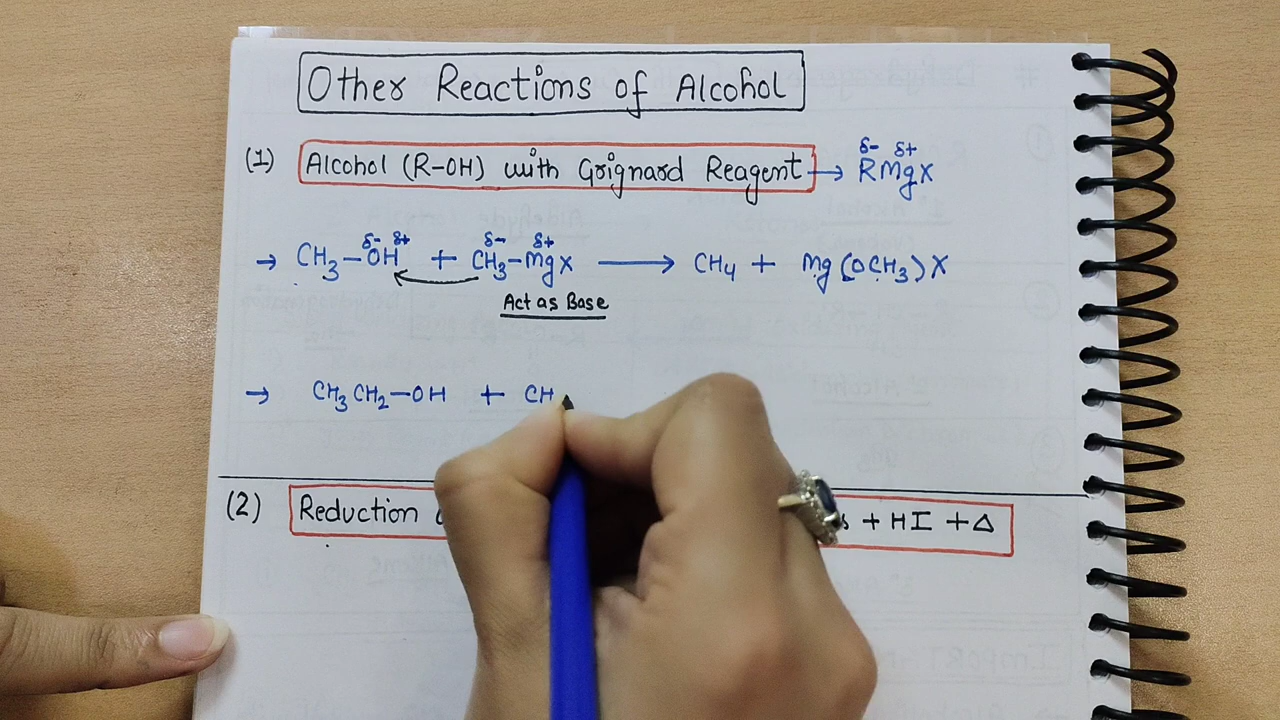 Other Reactions of Alcohol
(1) Alcohol (R-OH) with Grignard Reagent → RMgX
δ- δ+
→ CH3-OH + CH3-MgX ⟶ CH4 + Mg(OCH3)X
δ- δ+ δ- δ+
Act as Base
→ CH3CH2-OH + CH
(2) Reduction + HI + Δ